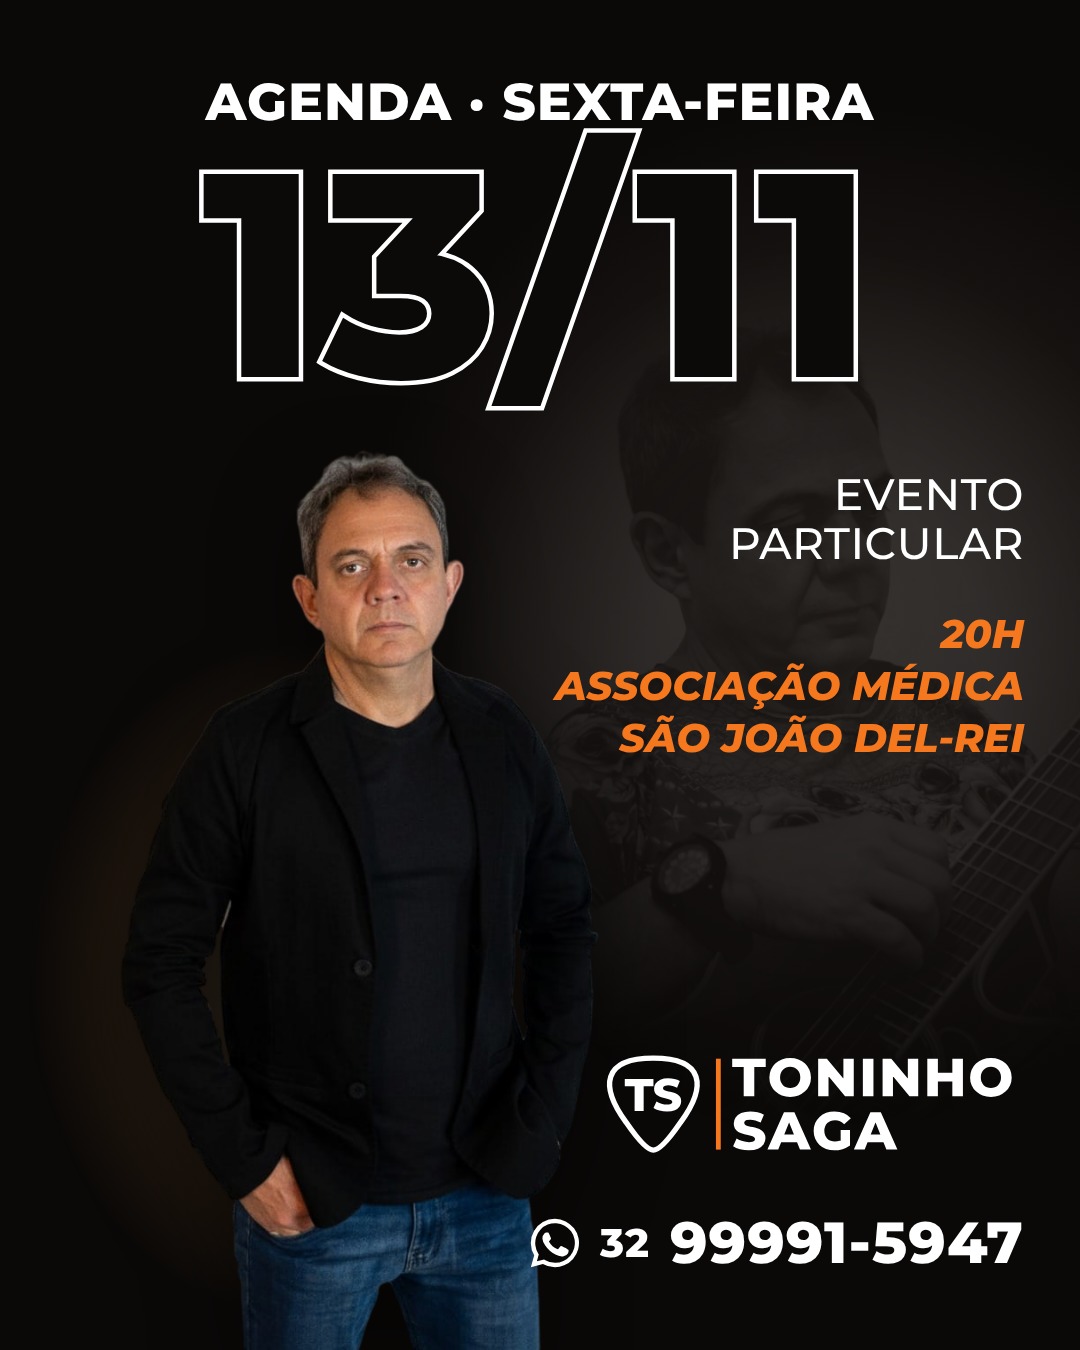 AGENDA • SEXTA-FEIRA
13/11
EVENTO
PARTICULAR
20H
ASSOCIAÇÃO MÉDICA
SÃO JOÃO DEL-REI
TS
TONINHO
SAGA
32 99991-5947